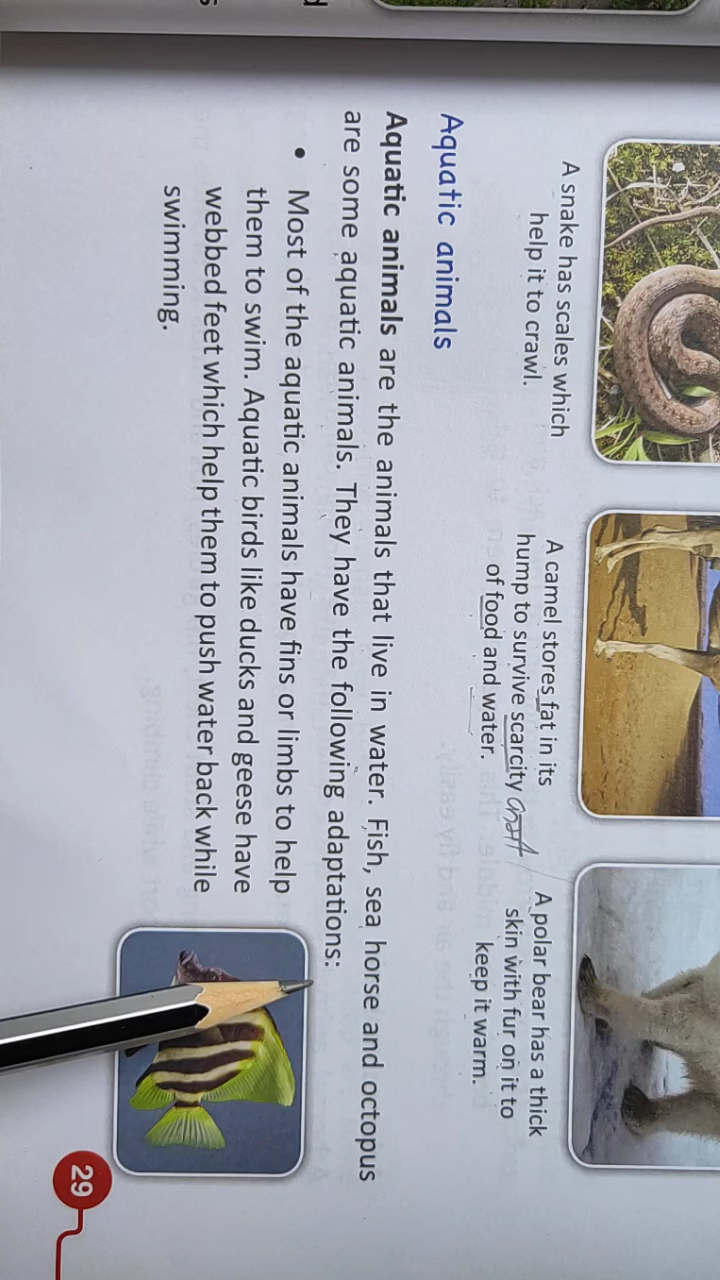 A snake has scales which
help it to crawl.
A camel stores fat in its
hump to survive scarcity
of food and water.
A polar bear has a thick
skin with fur on it to
keep it warm.
Aquatic animals
Aquatic animals are the animals that live in water. Fish, sea horse and octopus
are some aquatic animals. They have the following adaptations:
• Most of the aquatic animals have fins or limbs to help
them to swim. Aquatic birds like ducks and geese have
webbed feet which help them to push water back while
swimming.
29